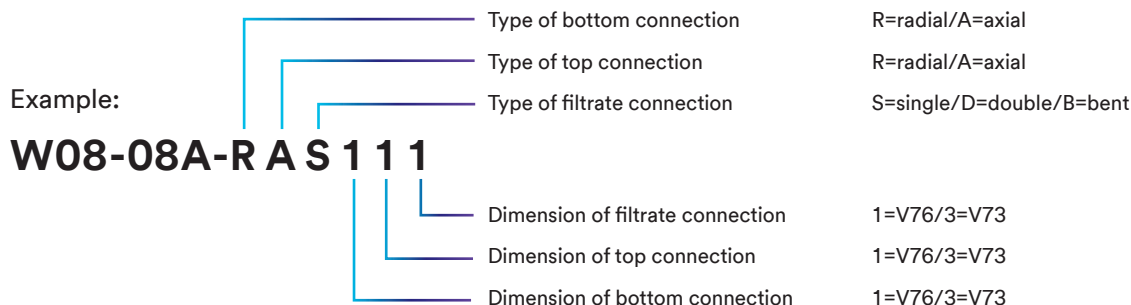 Type of bottom connection R=radial/A=axial
Type of top connection R=radial/A=axial
Example:
Type of filtrate connection S=single/D=double/B=bent
W08-08A-R A S 1 1 1
Dimension of filtrate connection 1=V76/3=V73
Dimension of top connection 1=V76/3=V73
Dimension of bottom connection 1=V76/3=V73